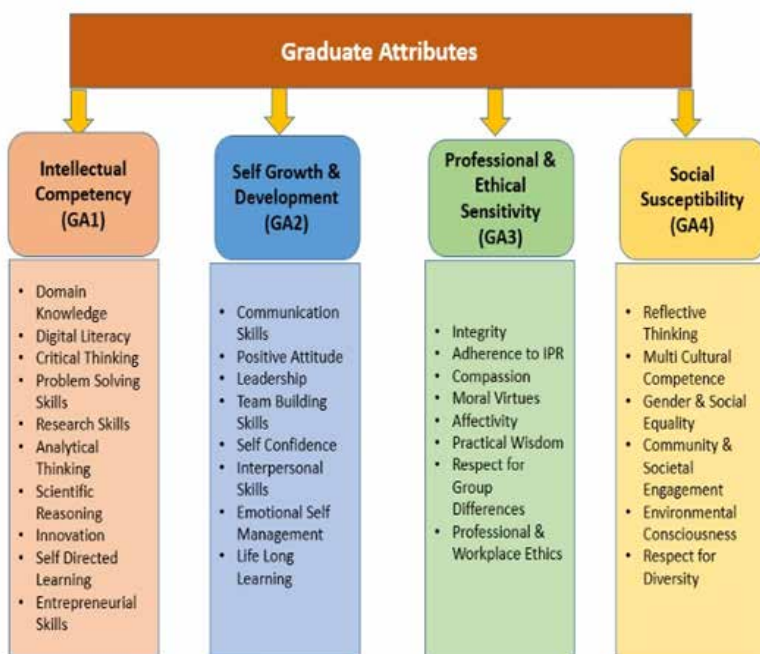 Graduate Attributes
Intellectual
Competency
(GA1)
• Domain
Knowledge
• Digital Literacy
• Critical Thinking
• Problem Solving
Skills
• Research Skills
• Analytical
Thinking
• Scientific
Reasoning
• Innovation
• Self Directed
Learning
• Entrepreneurial
Skills
Self Growth &
Development
(GA2)
• Communication
Skills
• Positive Attitude
• Leadership
• Team Building
Skills
• Self Confidence
• Interpersonal
Skills
• Emotional Self
Management
• Life Long
Learning
Professional &
Ethical
Sensitivity
(GA3)
• Integrity
• Adherence to IPR
• Compassion
• Moral Virtues
• Affectivity
• Practical Wisdom
• Respect for
Group
Differences
• Professional &
Workplace Ethics
Social
Susceptibility
(GA4)
• Reflective
Thinking
• Multi Cultural
Competence
• Gender & Social
Equality
• Community &
Societal
Engagement
• Environmental
Consciousness
• Respect for
Diversity